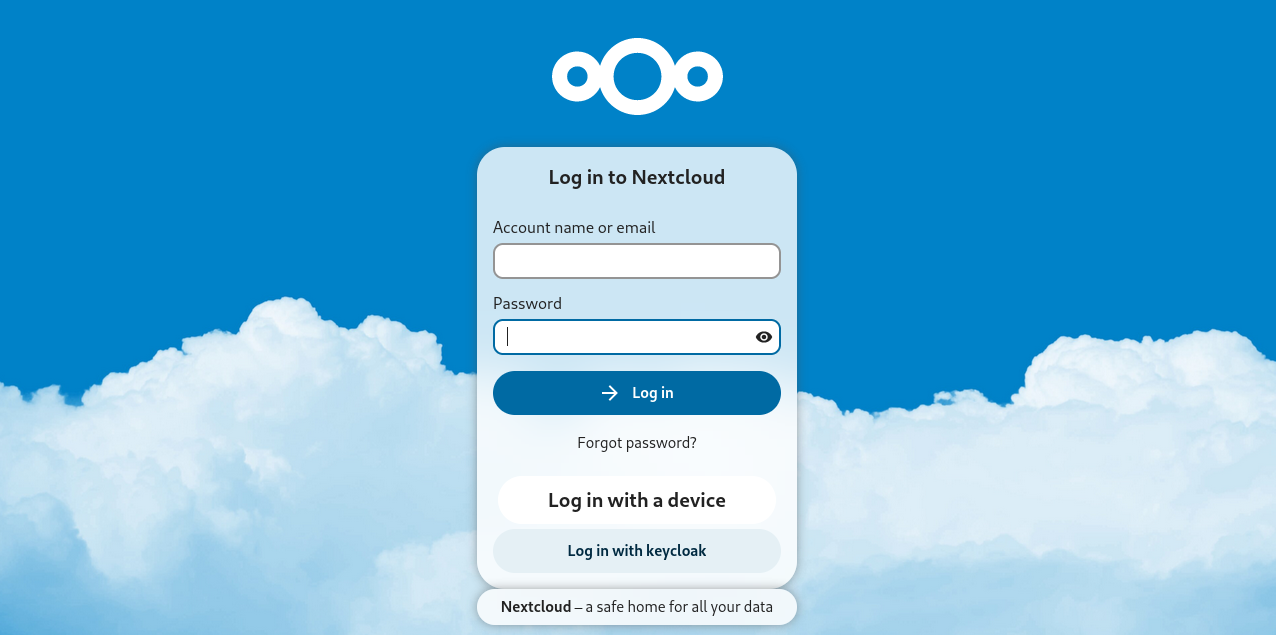 Log in to Nextcloud
Account name or email
Password
Log in
Forgot password?
Log in with a device
Log in with keycloak
Nextcloud – a safe home for all your data